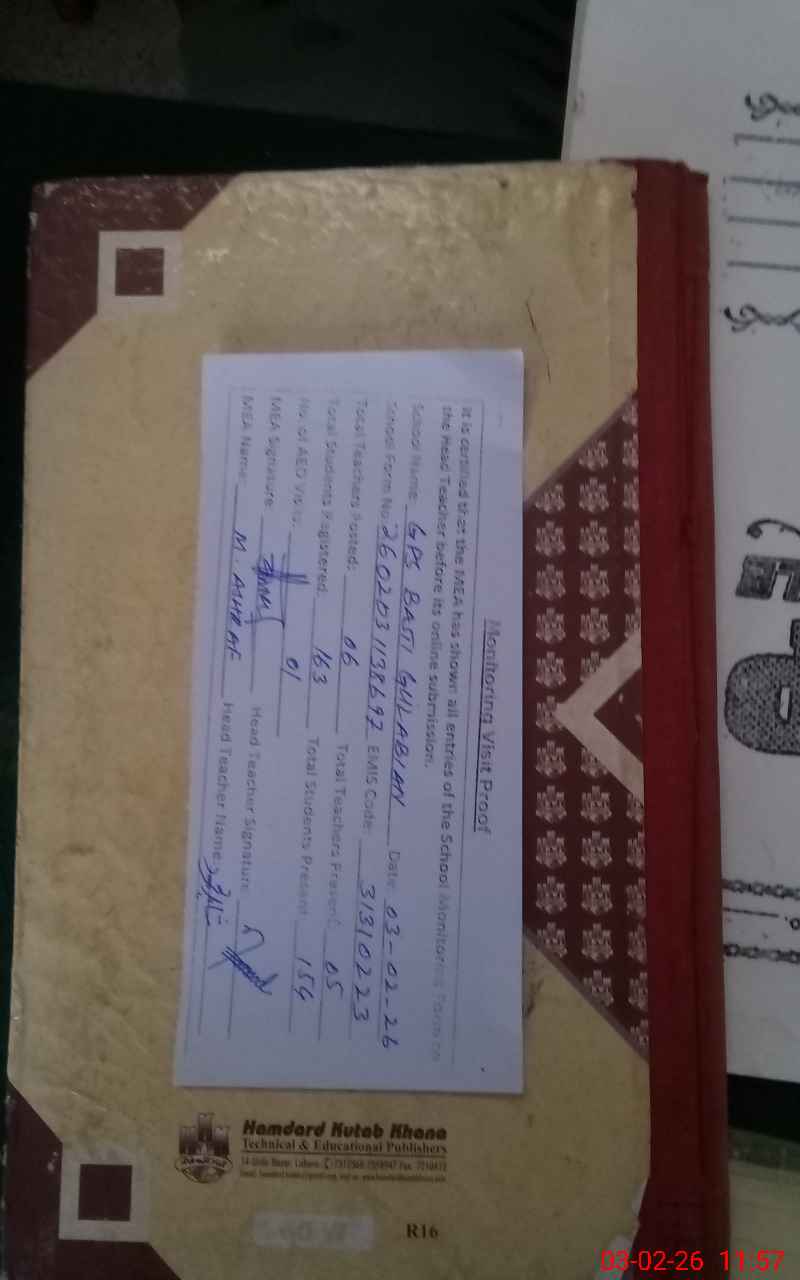 Monitoring Visit Proof
It is certified that the MEA has shown all entries of the School Monitoring Form to
the Head Teacher before its online submission.
School Name: GPS BASTI GULABIAN Date: 03-02-26
School Form No: EMIS Code: 31310223
Total Teachers Posted: 06 Total Teachers Present: 05
Total Students Registered: 163 Total Students Present: 154
No. of AEO Visits: 01
MEA Signature: Head Teacher Signature:
MEA Name: M. ASHRAF Head Teacher Name:
Hamdard Kutab Khana
Technical & Educational Publishers
R16
03-02-26 11:57